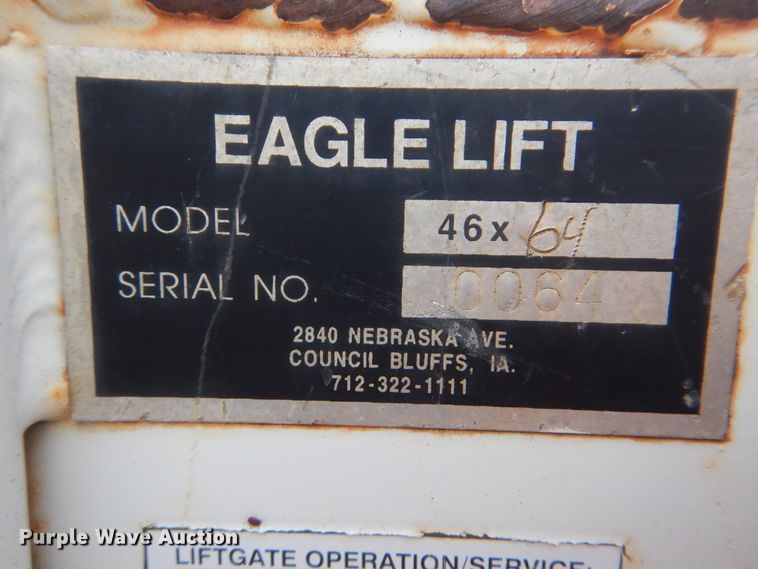 EAGLE LIFT
MODEL 46 x 64
SERIAL NO. 0064
2840 NEBRASKA AVE.
COUNCIL BLUFFS, IA.
712-322-1111
LIFTGATE OPERATION/SERVICE:
Purple Wave Auction